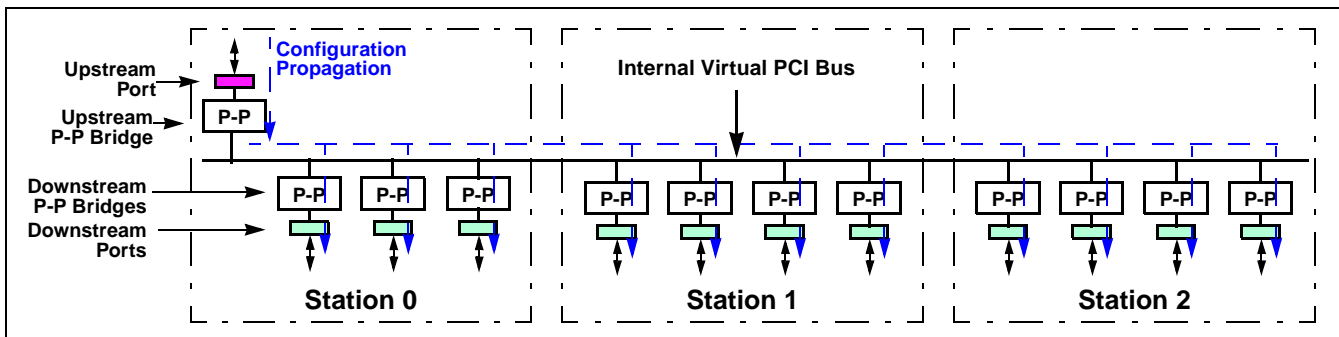 Configuration
Propagation
Upstream
Port
Internal Virtual PCI Bus
Upstream
P-P Bridge
P-P
Downstream
P-P Bridges
P-P P-P P-P P-P P-P P-P P-P P-P P-P P-P P-P
Downstream
Ports
Station 0 Station 1 Station 2